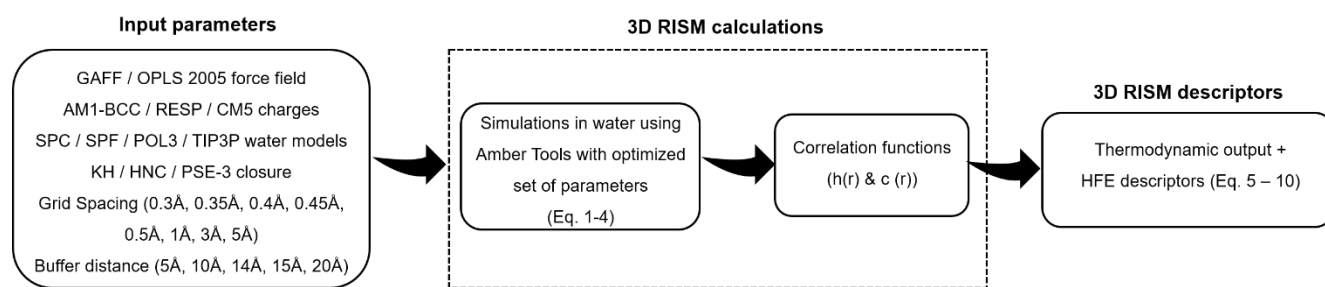 Input parameters
GAFF / OPLS 2005 force field
AM1-BCC / RESP / CM5 charges
SPC / SPF / POL3 / TIP3P water models
KH / HNC / PSE-3 closure
Grid Spacing (0.3Å, 0.35Å, 0.4Å, 0.45Å,
0.5Å, 1Å, 3Å, 5Å)
Buffer distance (5Å, 10Å, 14Å, 15Å, 20Å)
3D RISM calculations
Simulations in water using
Amber Tools with optimized
set of parameters
(Eq. 1-4)
Correlation functions
(h(r) & c (r))
3D RISM descriptors
Thermodynamic output +
HFE descriptors (Eq. 5 – 10)